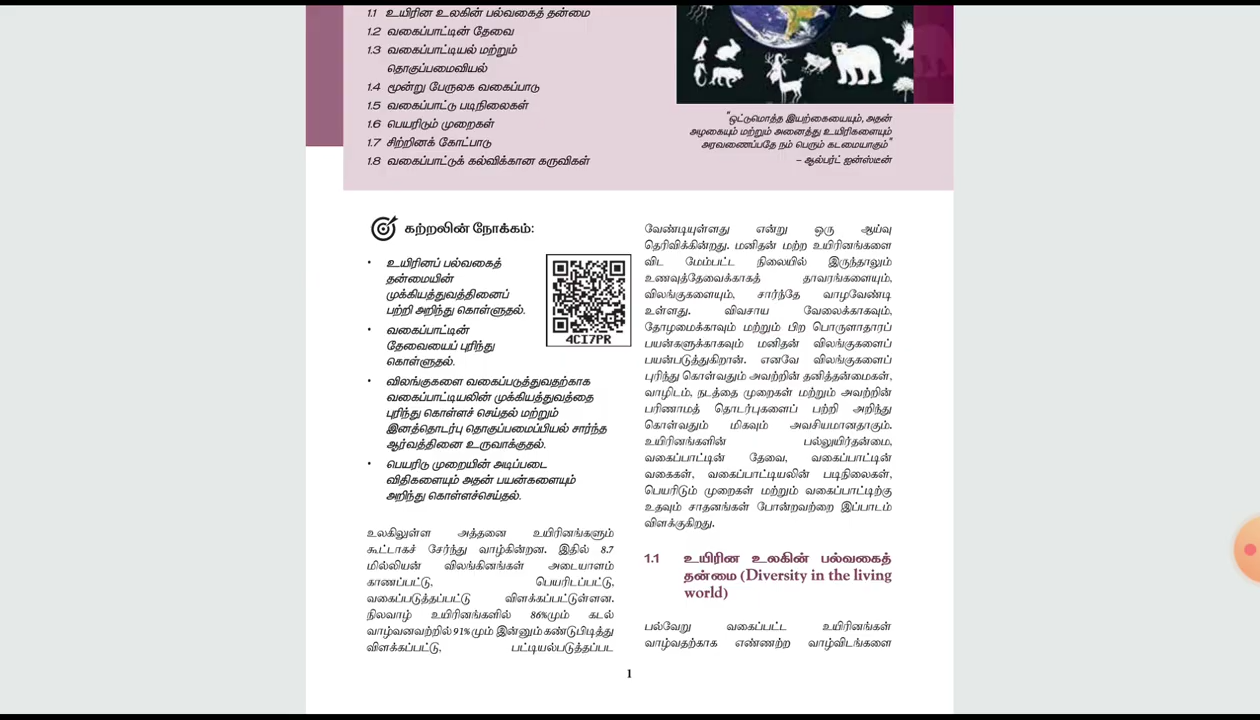 1.1 உயிரின உலகின் பல்வகைத் தன்மை
1.2 வகைப்பாட்டின் தேவை
1.3 வகைப்பாட்டியல் மற்றும்
தொகுப்பமைவியல்
1.4 மூன்று பேருலக வகைப்பாடு
1.5 வகைப்பாட்டு படிநிலைகள்
1.6 பெயரிடும் முறைகள்
1.7 சிற்றினக் கோட்பாடு
1.8 வகைப்பாட்டுக் கல்விக்கான கருவிகள்
"ஒட்டுமொத்த இயற்கையையும், அதன்
அழகையும் மற்றும் அனைத்து உயிரிகளையும்
அரவணைப்பதே நம் பெரும் கடமையாகும்"
– ஆல்பர்ட் ஐன்ஸ்டீன்
கற்றலின் நோக்கம்:
• உயிரினப் பல்வகைத்
தன்மையின்
முக்கியத்துவத்தினைப்
பற்றி அறிந்து கொள்ளுதல்.
• வகைப்பாட்டின்
தேவையைப் புரிந்து
கொள்ளுதல்.
• விலங்குகளை வகைப்படுத்துவதற்காக
வகைப்பாட்டியலின் முக்கியத்துவத்தை
புரிந்து கொள்ளச் செய்தல் மற்றும்
இனத்தொடர்பு தொகுப்பமைப்பியல் சார்ந்த
ஆர்வத்தினை உருவாக்குதல்.
• பெயரிடு முறையின் அடிப்படை
விதிகளையும் அதன் பயன்களையும்
அறிந்து கொள்ளச்செய்தல்.
4CI7PR
உலகிலுள்ள அத்தனை உயிரினங்களும்
கூட்டாகச் சேர்ந்து வாழ்கின்றன. இதில் 8.7
மில்லியன் விலங்கினங்கள் அடையாளம்
காணப்பட்டு, பெயரிடப்பட்டு,
வகைப்படுத்தப்பட்டு விளக்கப்பட்டுள்ளன.
நிலவாழ் உயிரினங்களில் 86%மும் கடல்
வாழ்வனவற்றில் 91%மும் இன்னும் கண்டுபிடித்து
விளக்கப்பட்டு, பட்டியல்படுத்தப்பட
வேண்டியுள்ளது என்று ஒரு ஆய்வு
தெரிவிக்கின்றது. மனிதன் மற்ற உயிரினங்களை
விட மேம்பட்ட நிலையில் இருந்தாலும்
உணவுத்தேவைக்காகத் தாவரங்களையும்,
விலங்குகளையும், சார்ந்தே வாழவேண்டி
உள்ளது. விவசாய வேலைக்காகவும்,
தோழமைக்காவும் மற்றும் பிற பொருளாதாரப்
பயன்களுக்காகவும் மனிதன் விலங்குகளைப்
பயன்படுத்துகிறான். எனவே விலங்குகளைப்
புரிந்து கொள்வதும் அவற்றின் தனித்தன்மைகள்,
வாழிடம், நடத்தை முறைகள் மற்றும் அவற்றின்
பரிணாமத் தொடர்புகளைப் பற்றி அறிந்து
கொள்வதும் மிகவும் அவசியமானதாகும்.
உயிரினங்களின் பல்லுயிர்தன்மை,
வகைப்பாட்டின் தேவை, வகைப்பாட்டின்
வகைகள், வகைப்பாட்டியலின் படிநிலைகள்,
பெயரிடும் முறைகள் மற்றும் வகைப்பாட்டிற்கு
உதவும் சாதனங்கள் போன்றவற்றை இப்பாடம்
விளக்குகிறது.
1.1 உயிரின உலகின் பல்வகைத்
தன்மை (Diversity in the living
world)
பல்வேறு வகைப்பட்ட உயிரினங்கள்
வாழ்வதற்காக எண்ணற்ற வாழ்விடங்களை
1